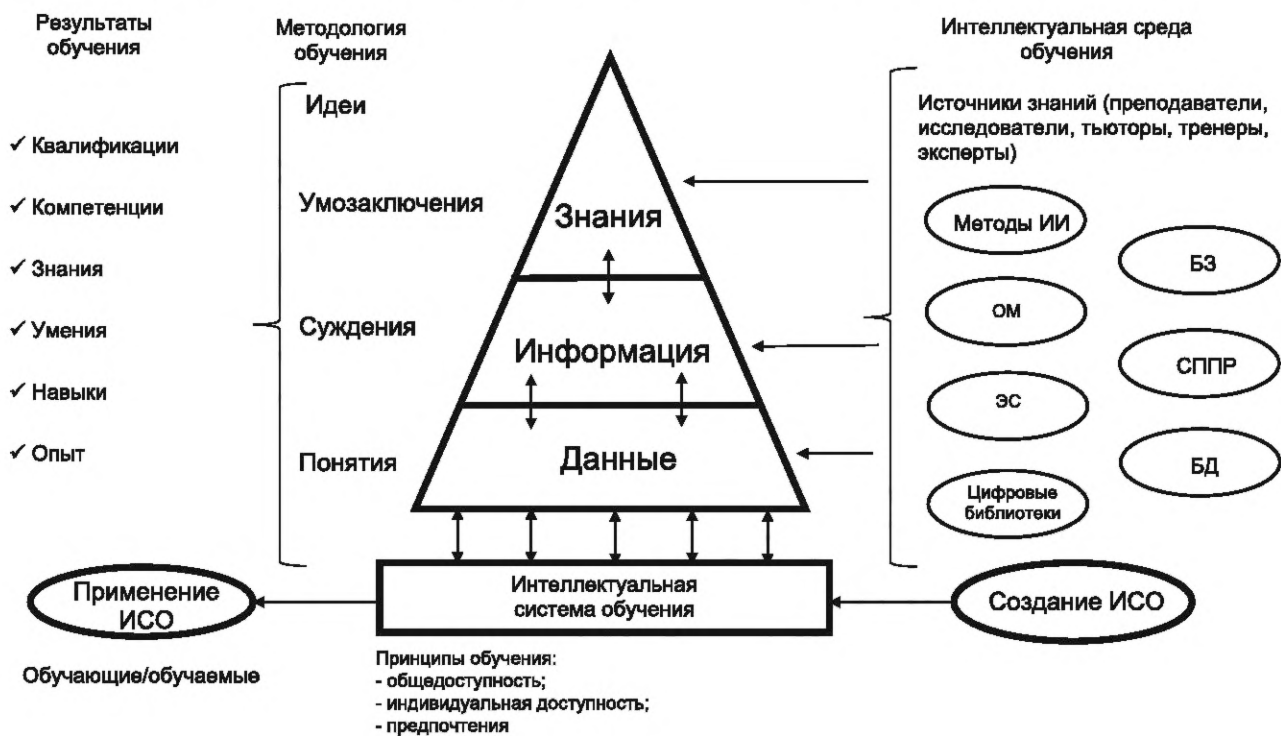 Результаты
обучения
✓ Квалификации
✓ Компетенции
✓ Знания
✓ Умения
✓ Навыки
✓ Опыт
Методология
обучения
Идеи
Умозаключения
Суждения
Понятия
Знания
Информация
Данные
Интеллектуальная среда
обучения
Источники знаний (преподаватели,
исследователи, тьюторы, тренеры,
эксперты)
Методы ИИ
БЗ
ОМ
СППР
ЭС
БД
Цифровые
библиотеки
Применение
ИСО
Интеллектуальная
система обучения
Создание ИСО
Обучающие/обучаемые
Принципы обучения:
- общедоступность;
- индивидуальная доступность;
- предпочтения